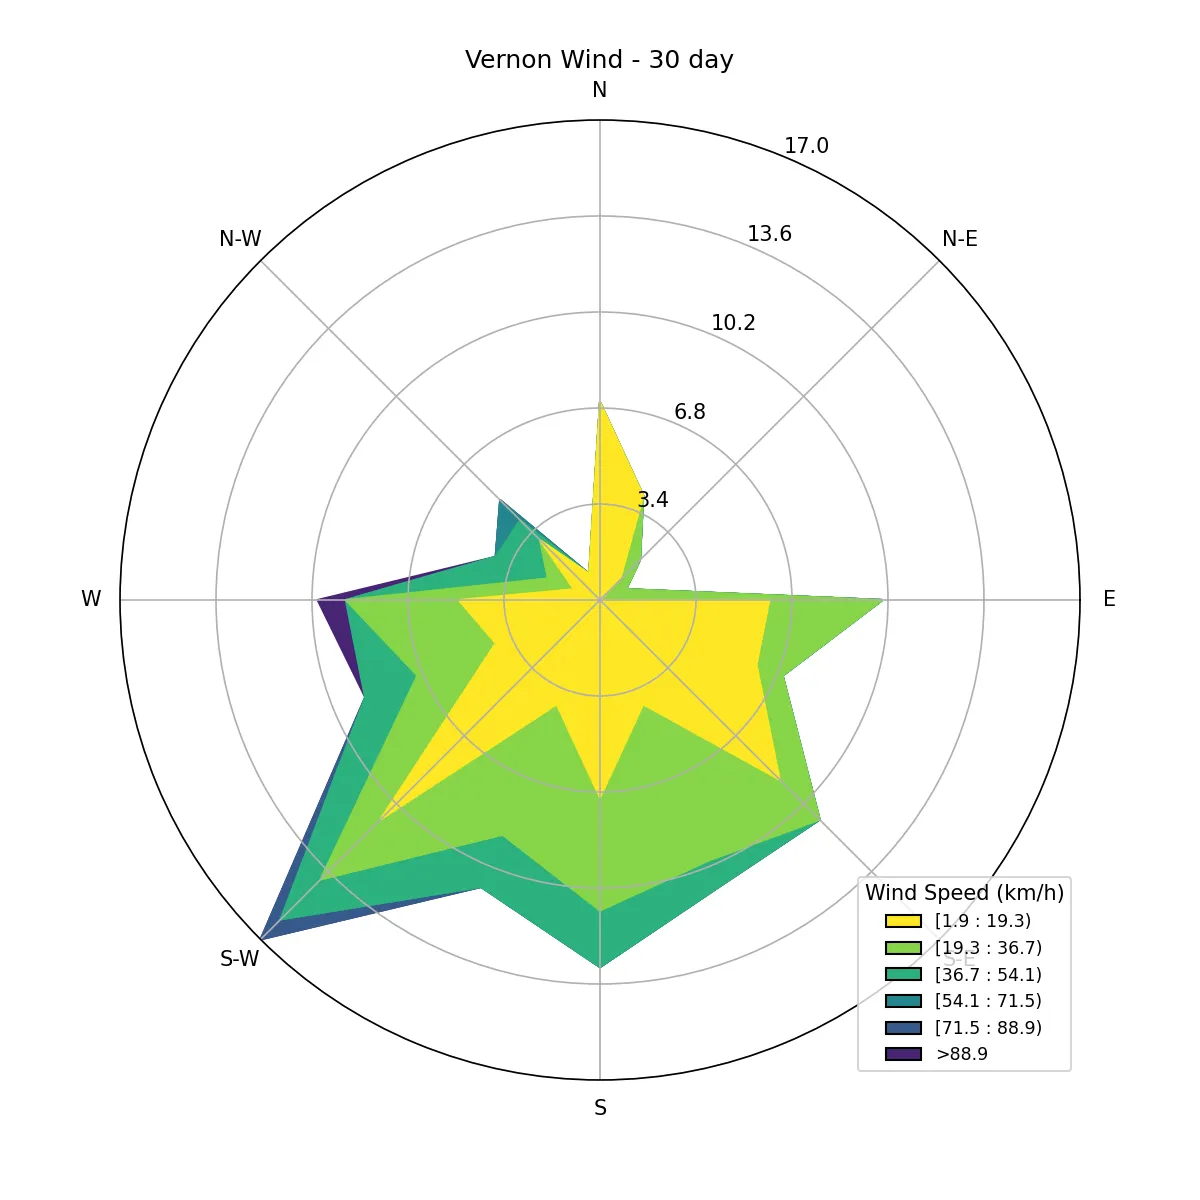 Vernon Wind - 30 day
N
17.0
13.6
N-W
N-E
10.2
6.8
3.4
W
E
Wind Speed (km/h)
[1.9 : 19.3)
[19.3 : 36.7)
S-W
S-E
[36.7 : 54.1)
[54.1 : 71.5)
[71.5 : 88.9)
>88.9
S